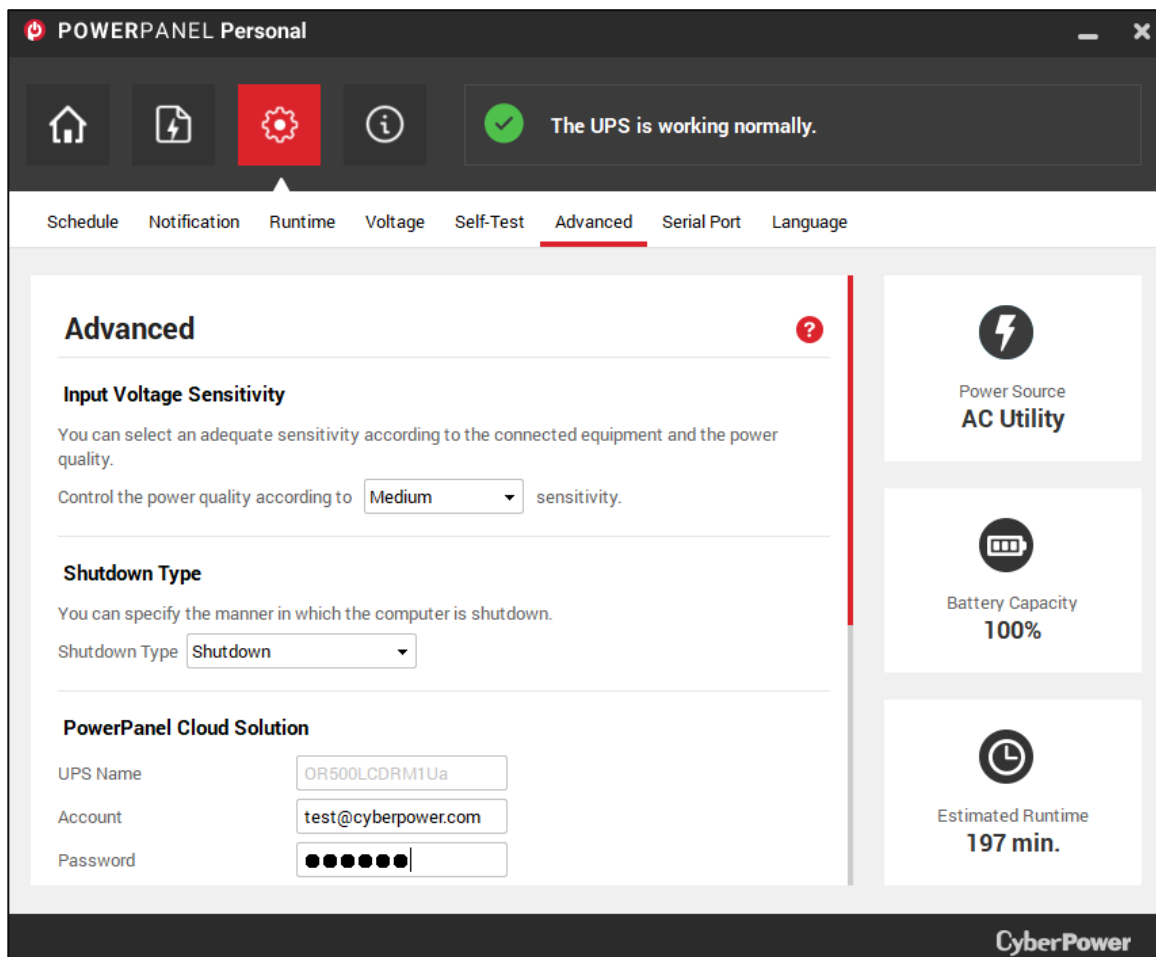 POWERPANEL Personal
The UPS is working normally.
Schedule Notification Runtime Voltage Self-Test Advanced Serial Port Language
Advanced
?
Input Voltage Sensitivity
You can select an adequate sensitivity according to the connected equipment and the power
quality.
Control the power quality according to Medium sensitivity.
Shutdown Type
You can specify the manner in which the computer is shutdown.
Shutdown Type Shutdown
PowerPanel Cloud Solution
UPS Name OR500LCDRM1Ua
Account test@cyberpower.com
Password ●●●●●●
Power Source
AC Utility
Battery Capacity
100%
Estimated Runtime
197 min.
CyberPower